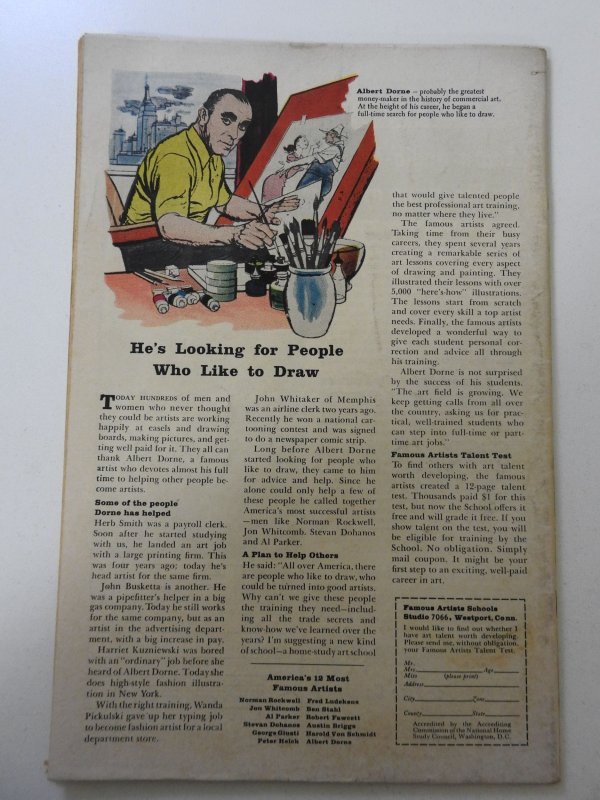 Albert Dorne – probably the greatest
money-maker in the history of commercial art.
At the height of his career, he began a
full-time search for people who like to draw.
He's Looking for People
Who Like to Draw
TODAY HUNDREDS of men and
women who never thought
they could be artists are working
happily at easels and drawing
boards, making pictures, and get-
ting well paid for it. They all can
thank Albert Dorne, a famous
artist who devotes almost his full
time to helping other people be-
come artists.
Some of the people
Dorne has helped
Herb Smith was a payroll clerk.
Soon after he started studying
with us, he landed an art job
with a large printing firm. This
was four years ago; today he's
head artist for the same firm.
John Busketta is another. He
was a pipefitter's helper in a big
gas company. Today he still works
for the same company, but as an
artist in the advertising depart-
ment, with a big increase in pay.
Harriet Kuzniewski was bored
with an "ordinary" job before she
heard of Albert Dorne. Today she
does high-style fashion illustra-
tion in New York.
With the right training, Wanda
Pickulski gave up her typing job
to become fashion artist for a local
department store.
John Whitaker of Memphis
was an airline clerk two years ago.
Recently he won a national car-
tooning contest and was signed
to do a newspaper comic strip.
Long before Albert Dorne
started looking for people who
like to draw, they came to him
for advice and help. Since he
alone could only help a few of
these people he called together
America's most successful artists
—men like Norman Rockwell,
Jon Whitcomb, Stevan Dohanos
and Al Parker.
A Plan to Help Others
He said: "All over America, there
are people who like to draw, who
could be turned into good artists.
Why can't we give these people
the training they need—includ-
ing all the trade secrets and
know-how we've learned over the
years? I'm suggesting a new kind
of school–a home-study art school
America's 12 Most
Famous Artists
Norman Rockwell Fred Ludekens
Jon Whitcomb Ben Stahl
Al Parker Robert Fawcett
Stevan Dohanos Austin Briggs
George Giusti Harold Von Schmidt
Peter Helck Albert Dorne
that would give talented people
the best professional art training,
no matter where they live."
The famous artists agreed.
Taking time from their busy
careers, they spent several years
creating a remarkable series of
art lessons covering every aspect
of drawing and painting. They
illustrated their lessons with over
5,000 "here's-how" illustrations.
The lessons start from scratch
and cover every skill a top artist
needs. Finally, the famous artists
developed a wonderful way to
give each student personal cor-
rection and advice all through
his training.
Albert Dorne is not surprised
by the success of his students.
"The art field is growing. We
keep getting calls from all over
the country, asking us for prac-
tical, well-trained students who
can step into full-time or part-
time art jobs."
Famous Artists Talent Test
To find others with art talent
worth developing, the famous
artists created a 12-page talent
test. Thousands paid $1 for this
test, but now the School offers it
free and will grade it free. If you
show talent on the test, you will
be eligible for training by the
School. No obligation. Simply
mail coupon. It might be your
first step to an exciting, well-paid
career in art.
Famous Artists Schools
Studio 7066, Westport, Conn.
I would like to find out whether I
have art talent worth developing.
Please send me, without obligation,
your Famous Artists Talent Test.
Mr.
Mrs. Age
Miss (please print)
Address
City Zone
County State
Accredited by the Accrediting
Commission of the National Home
Study Council, Washington, D.C.